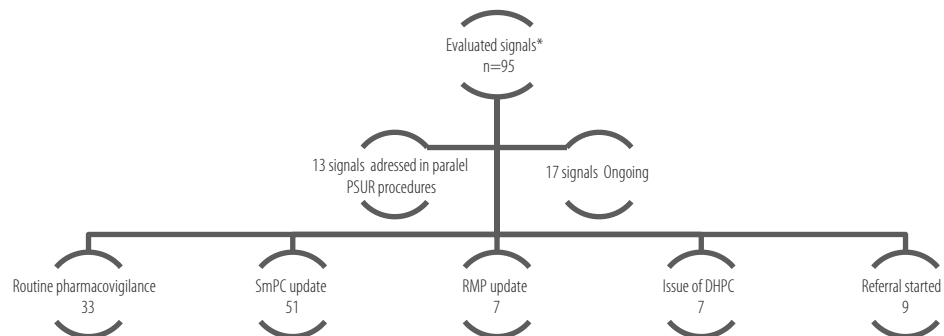 Evaluated signals*
n=95
13 signals adressed in paralel
PSUR procedures
17 signals Ongoing
Routine pharmacovigilance
33
SmPC update
51
RMP update
7
Issue of DHPC
7
Referral started
9